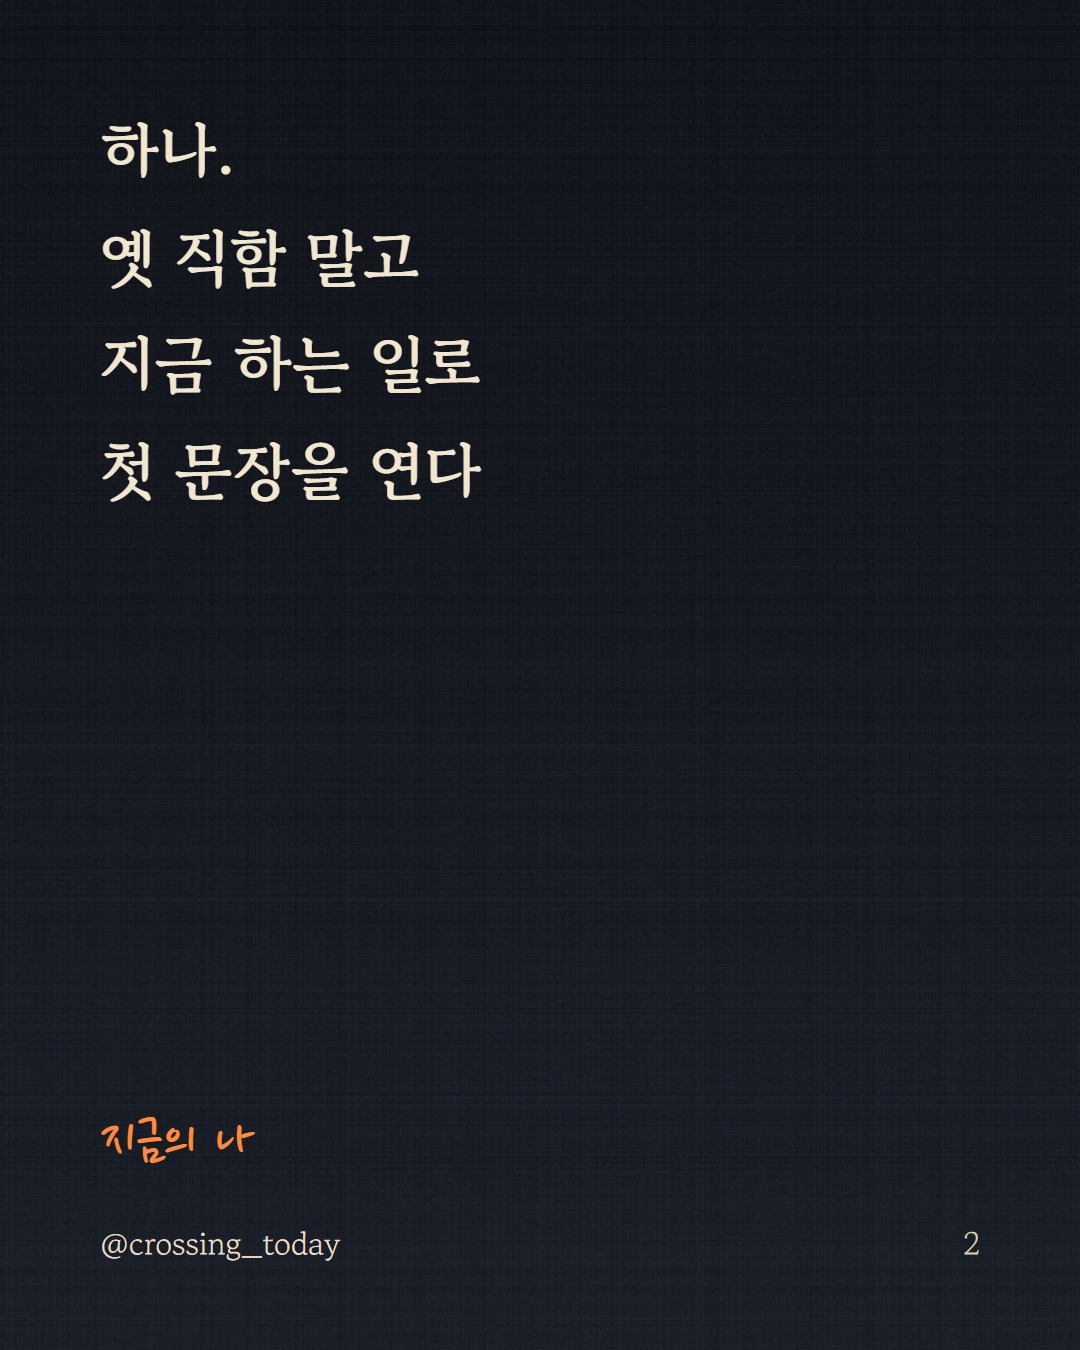 하나.
옛 직함 말고
지금 하는 일로
첫 문장을 연다
지금의 나
@crossing_today
2